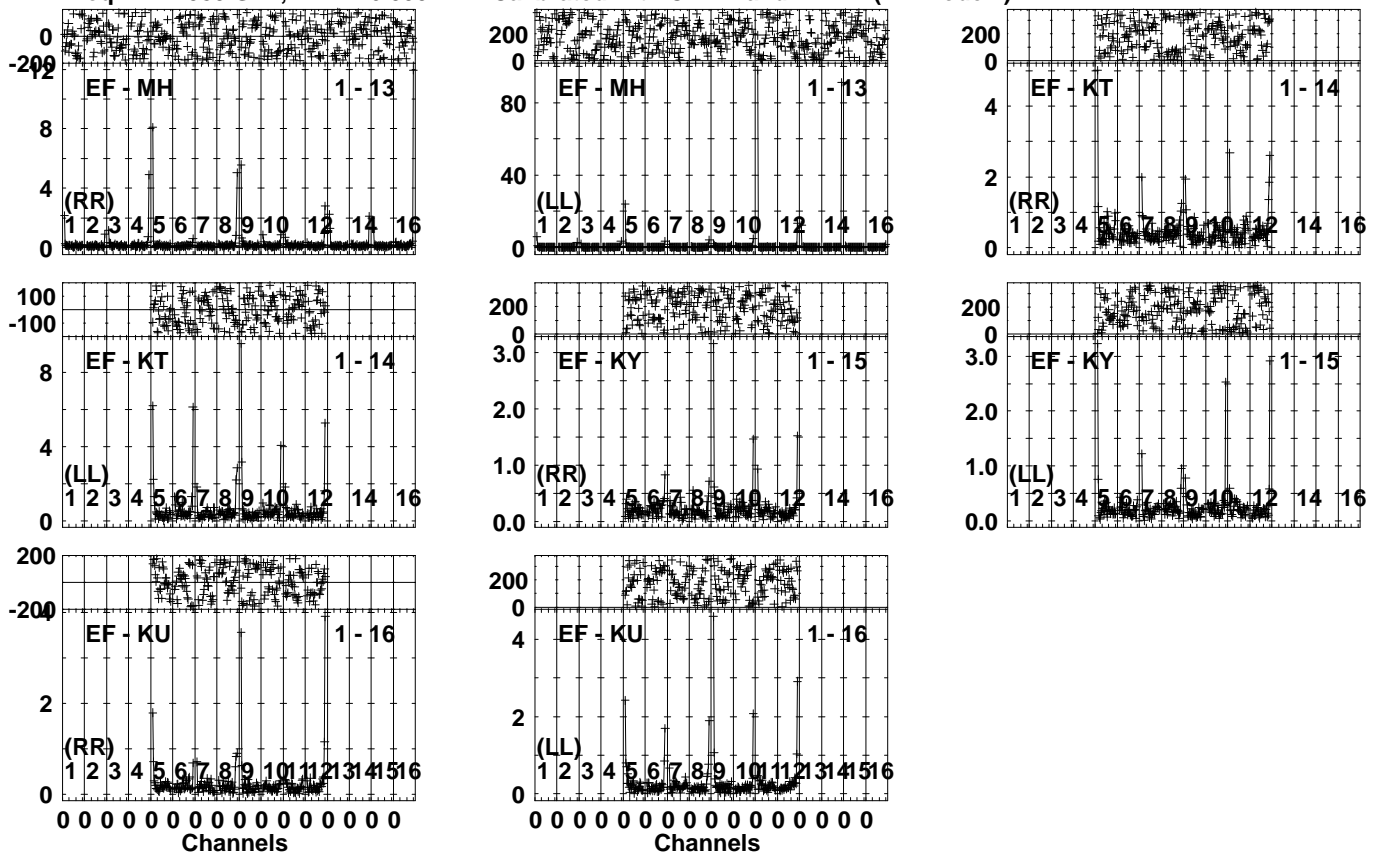 0
-200
12
8
4
0
EF - MH 1 - 13
(RR)
1 2 3 4 5 6 7 8 9 10 12 14 16
200
0
80
40
0
EF - MH 1 - 13
(LL)
1 2 3 4 5 6 7 8 9 10 12 14 16
200
0
4
2
0
EF - KT 1 - 14
(RR)
1 2 3 4 5 6 7 8 9 10 12 14 16
100
-100
8
4
0
EF - KT 1 - 14
(LL)
1 2 3 4 5 6 7 8 9 10 12 14 16
200
0
3.0
2.0
1.0
0.0
EF - KY 1 - 15
(RR)
1 2 3 4 5 6 7 8 9 10 12 14 16
200
0
3.0
2.0
1.0
0.0
EF - KY 1 - 15
(LL)
1 2 3 4 5 6 7 8 9 10 12 14 16
200
-200
4
2
0
EF - KU 1 - 16
(RR)
1 2 3 4 5 6 7 8 9 10 11 12 13 14 15 16
0 0 0 0 0 0 0 0 0 0 0 0 0 0 0 0
Channels
200
0
4
2
0
EF - KU 1 - 16
(LL)
1 2 3 4 5 6 7 8 9 10 11 12 13 14 15 16
0 0 0 0 0 0 0 0 0 0 0 0 0 0 0 0
Channels